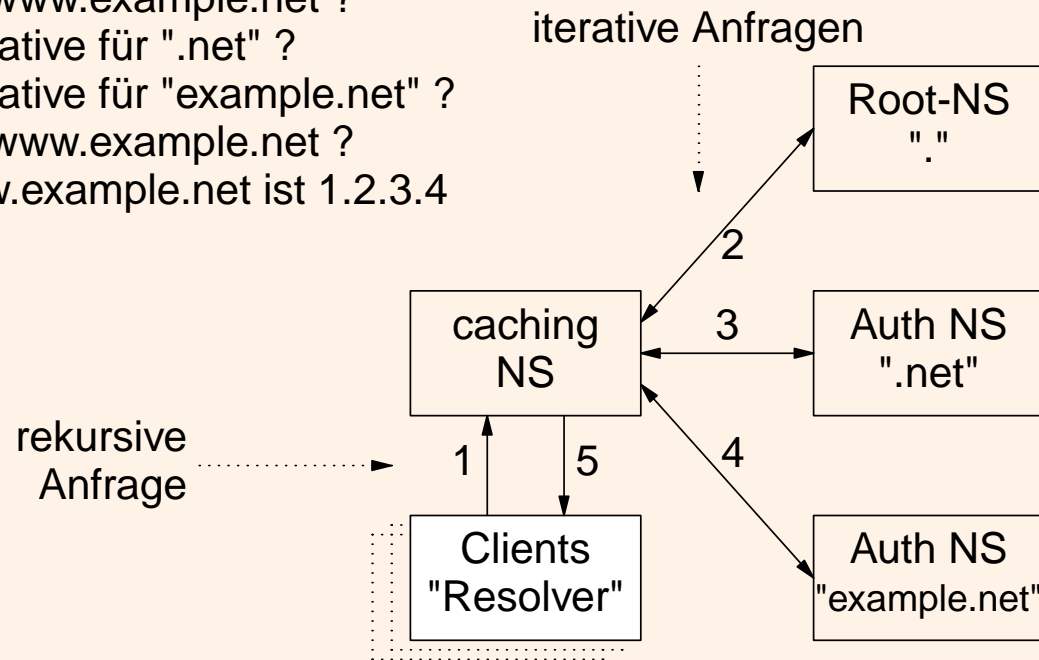 www.example.net ?
ative für ".net" ?
ative für "example.net" ?
www.example.net ?
.example.net ist 1.2.3.4
iterative Anfragen
Root-NS
"."
2
caching
NS
3
Auth NS
".net"
rekursive
Anfrage
1
5
4
Clients
"Resolver"
Auth NS
"example.net"